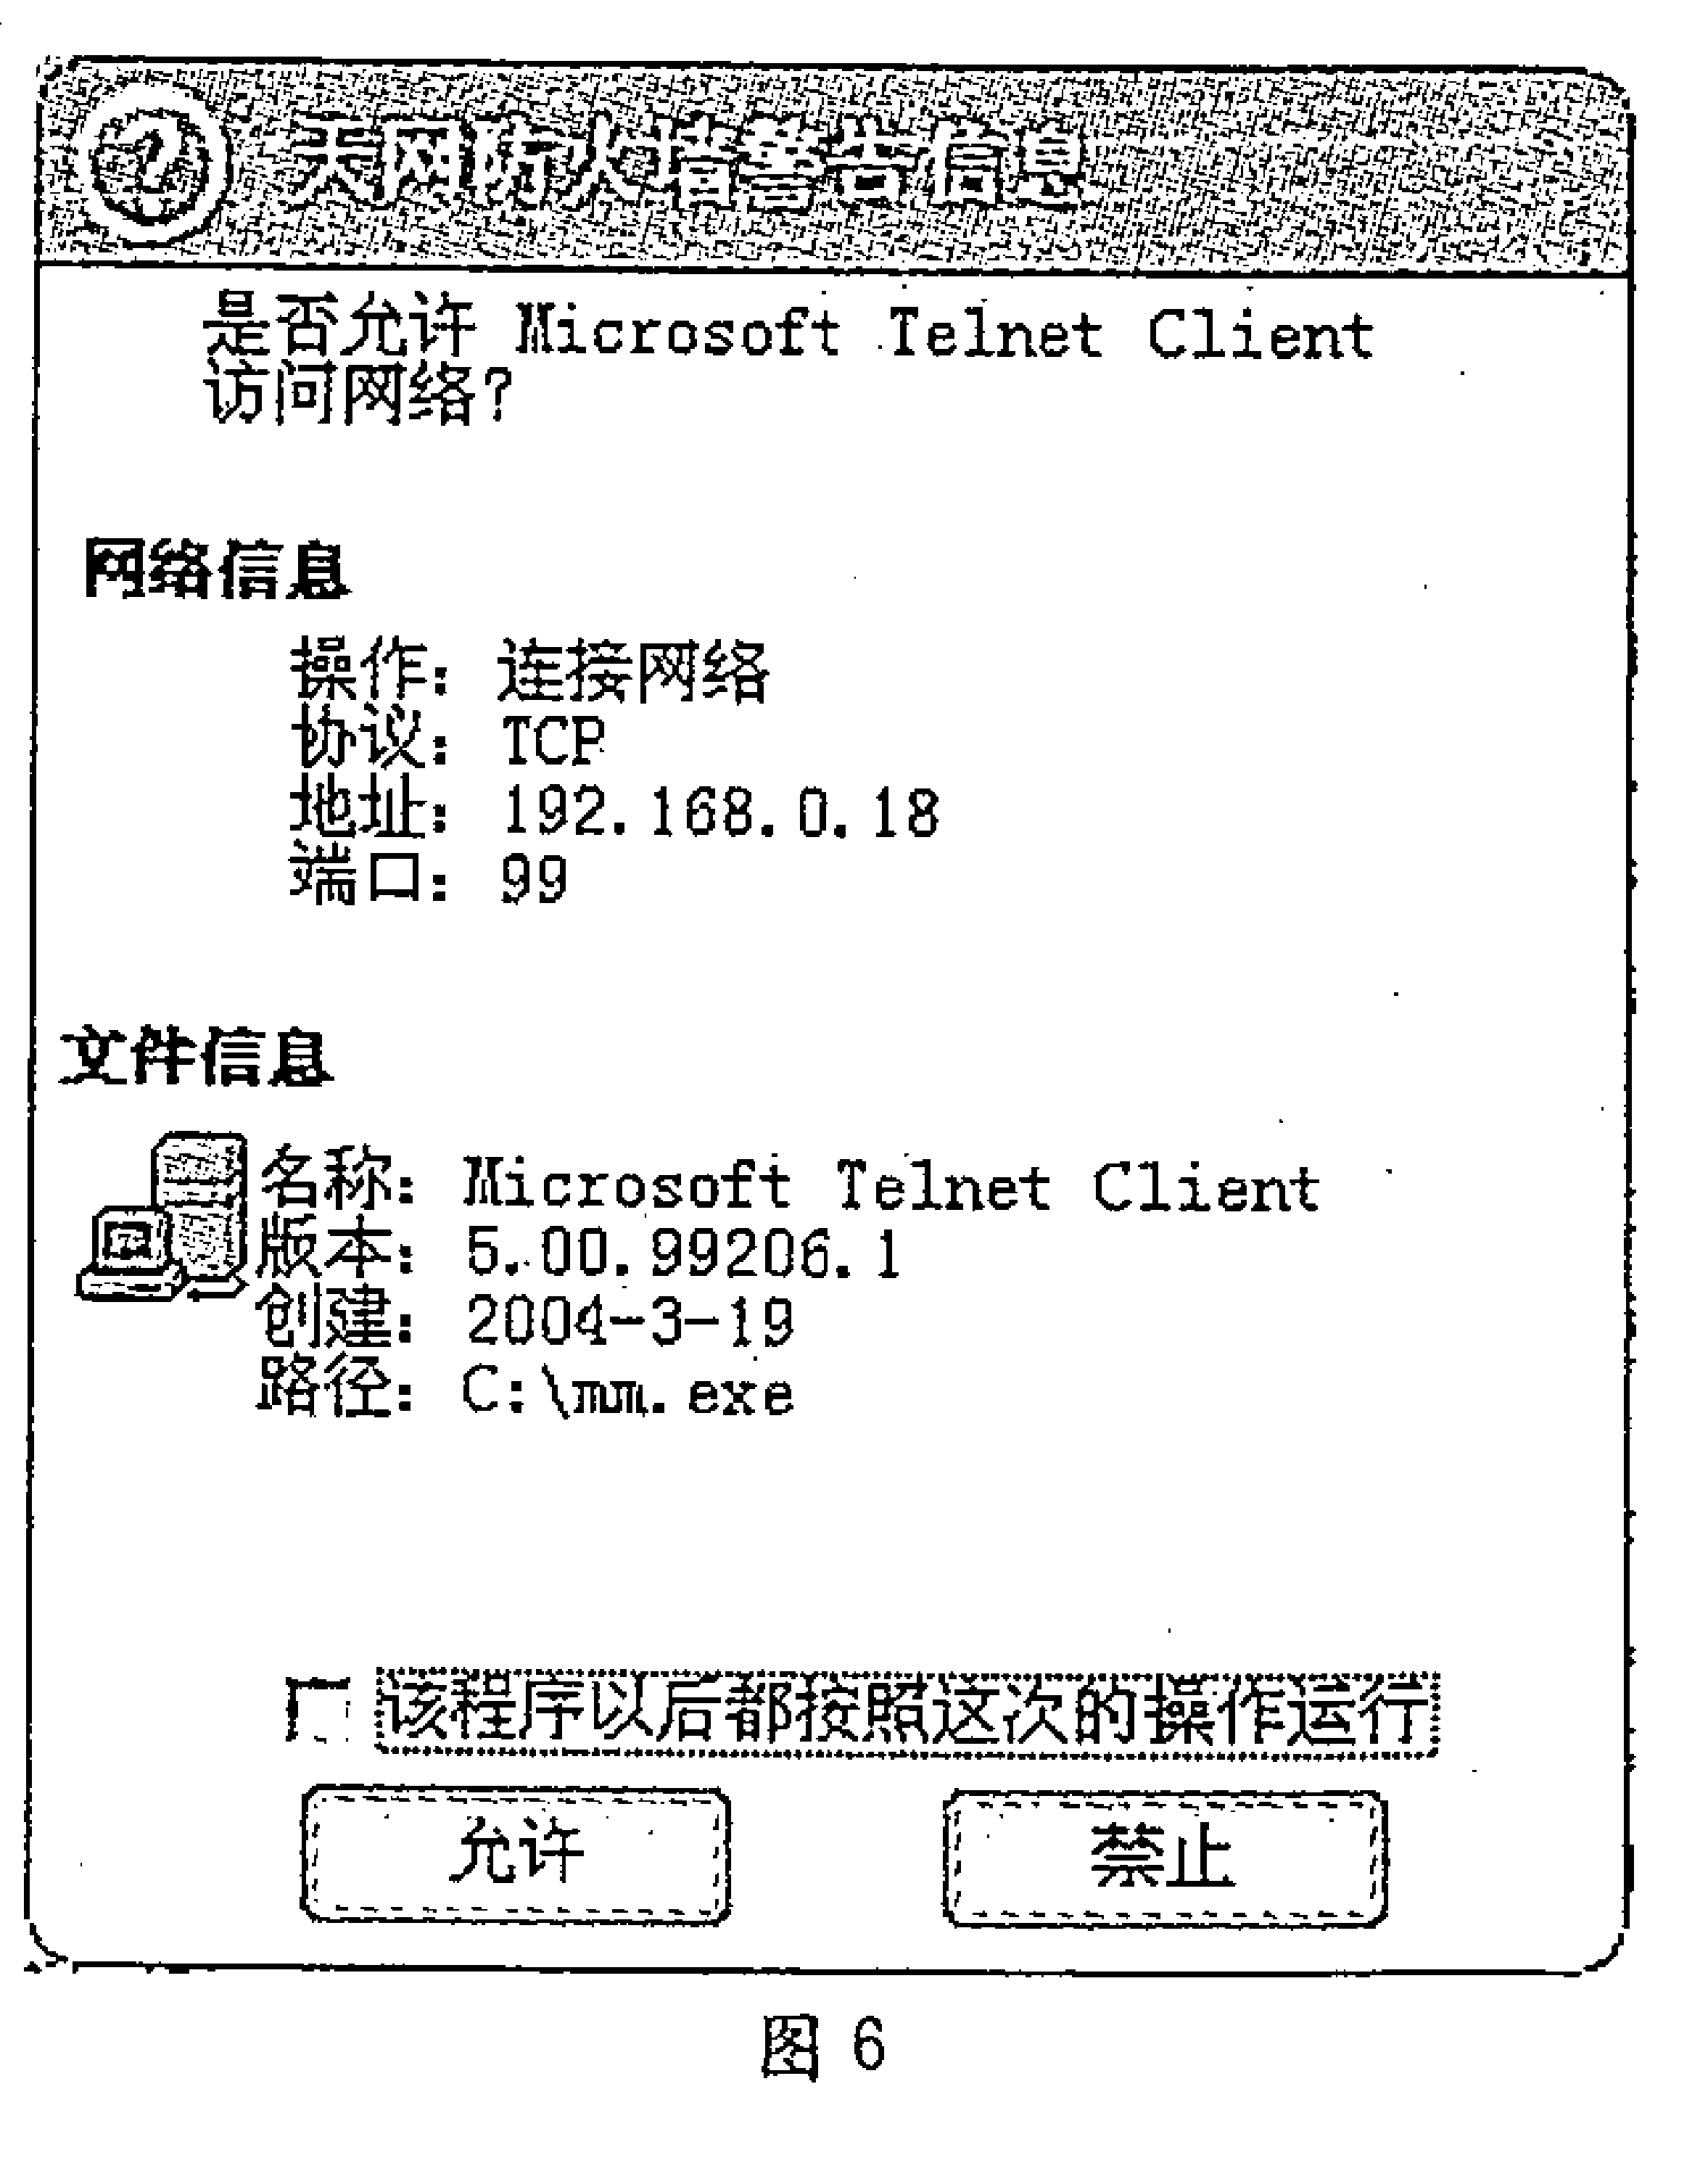 天网防火墙警告信息
是否允许 Microsoft Telnet Client
访问网络?
网络信息
操作: 连接网络
协议: TCP
地址: 192.168.0.18
端口: 99
文件信息
名称: Microsoft Telnet Client
版本: 5.00.99206.1
创建: 2004-3-19
路径: C:\mm.exe
该程序以后都按照这次的操作运行
允许
禁止
图 6